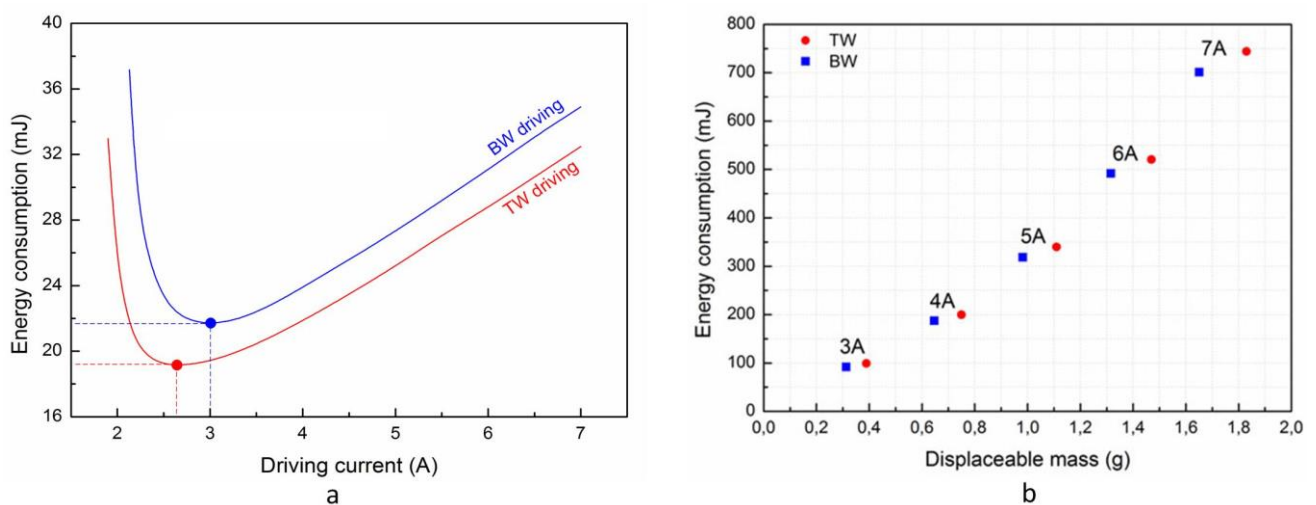 40
36
32
28
24
20
16
Energy consumption (mJ)
BW driving
TW driving
2 3 4 5 6 7
Driving current (A)
a
800
700
600
500
400
300
200
100
0
Energy consumption (mJ)
TW
BW
7A
6A
5A
4A
3A
0,0 0,2 0,4 0,6 0,8 1,0 1,2 1,4 1,6 1,8 2,0
Displaceable mass (g)
b